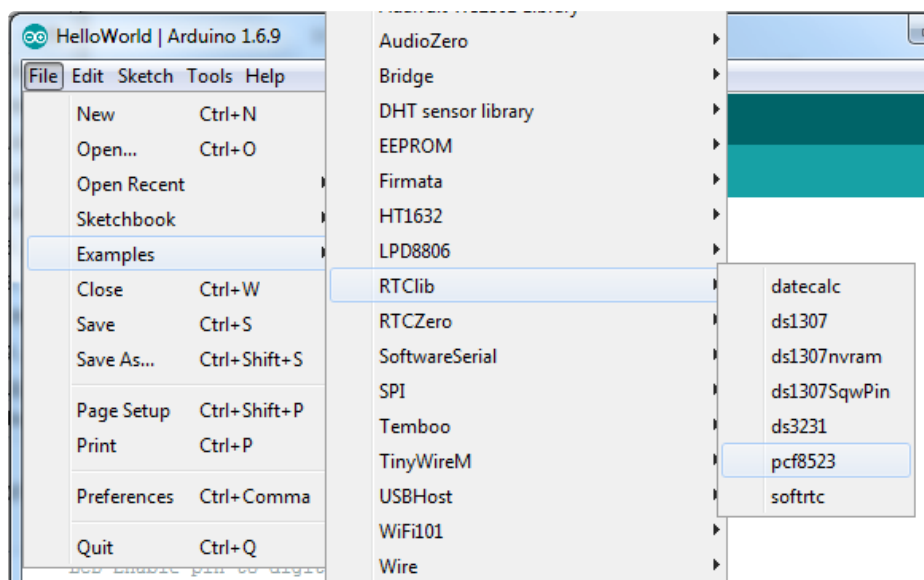 HelloWorld | Arduino 1.6.9
File Edit Sketch Tools Help
New Ctrl+N
Open... Ctrl+O
Open Recent
Sketchbook
Examples
Close Ctrl+W
Save Ctrl+S
Save As... Ctrl+Shift+S
Page Setup Ctrl+Shift+P
Print Ctrl+P
Preferences Ctrl+Comma
Quit Ctrl+Q
AudioZero
Bridge
DHT sensor library
EEPROM
Firmata
HT1632
LPD8806
RTClib
RTCZero
SoftwareSerial
SPI
Temboo
TinyWireM
USBHost
WiFi101
Wire
datecalc
ds1307
ds1307nvram
ds1307SqwPin
ds3231
pcf8523
softrtc